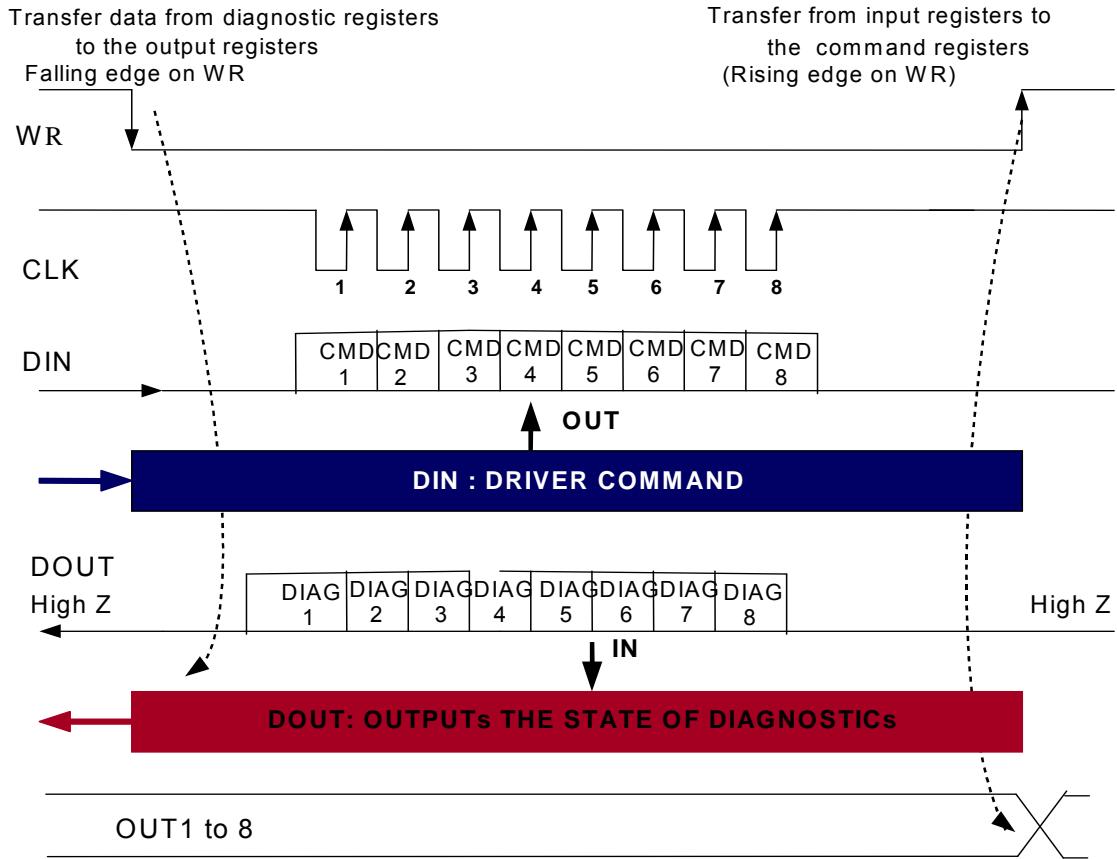 Transfer data from diagnostic registers
to the output registers
Falling edge on WR
Transfer from input registers to
the command registers
(Rising edge on WR)
WR
CLK
1 2 3 4 5 6 7 8
DIN
CMD CMD CMD CMD CMD CMD CMD CMD
1 2 3 4 5 6 7 8
OUT
DIN : DRIVER COMMAND
DOUT
High Z
DIAG DIAG DIAG DIAG DIAG DIAG DIAG DIAG
1 2 3 4 5 6 7 8
High Z
IN
DOUT: OUTPUTs THE STATE OF DIAGNOSTICs
OUT1 to 8